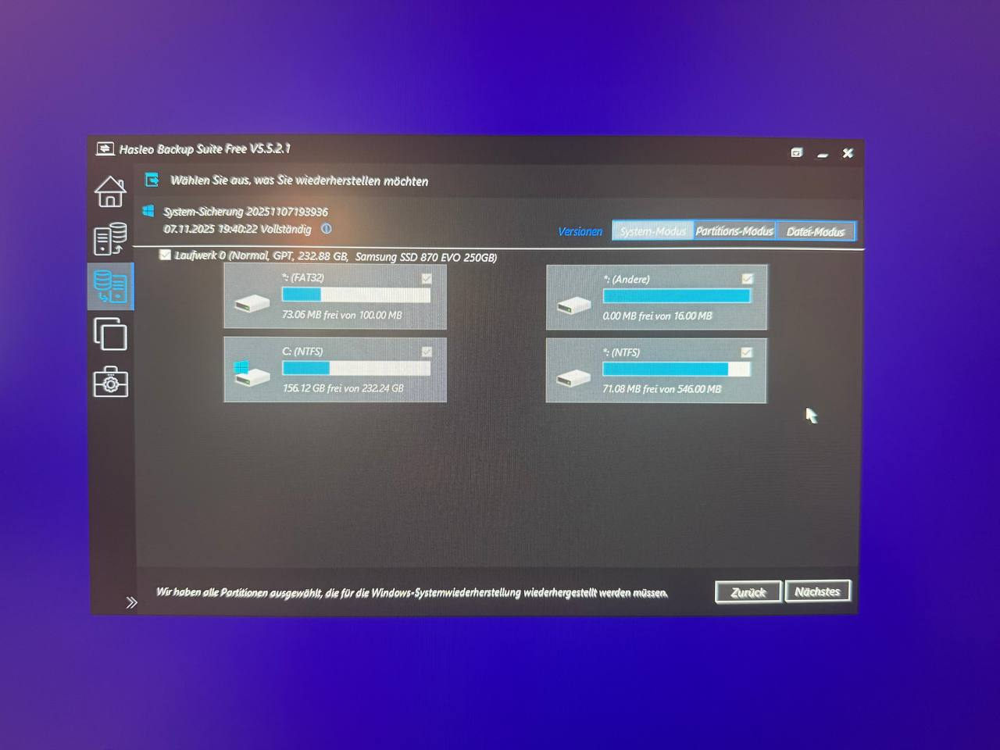 Hasleo Backup Suite Free V5.5.2.1
Wählen Sie aus, was Sie wiederherstellen möchten
System-Sicherung 20251107193936
07.11.2025 19:40:22 Vollständig
Versionen System-Modus Partitions-Modus Datei-Modus
Laufwerk 0 (Normal, GPT, 232.88 GB, Samsung SSD 870 EVO 250GB)
*: (FAT32)
73.06 MB frei von 100.00 MB
*: (Andere)
0.00 MB frei von 16.00 MB
C: (NTFS)
156.12 GB frei von 232.24 GB
*: (NTFS)
71.08 MB frei von 546.00 MB
Wir haben alle Partitionen ausgewählt, die für die Windows-Systemwiederherstellung wiederhergestellt werden müssen.
Zurück Nächstes